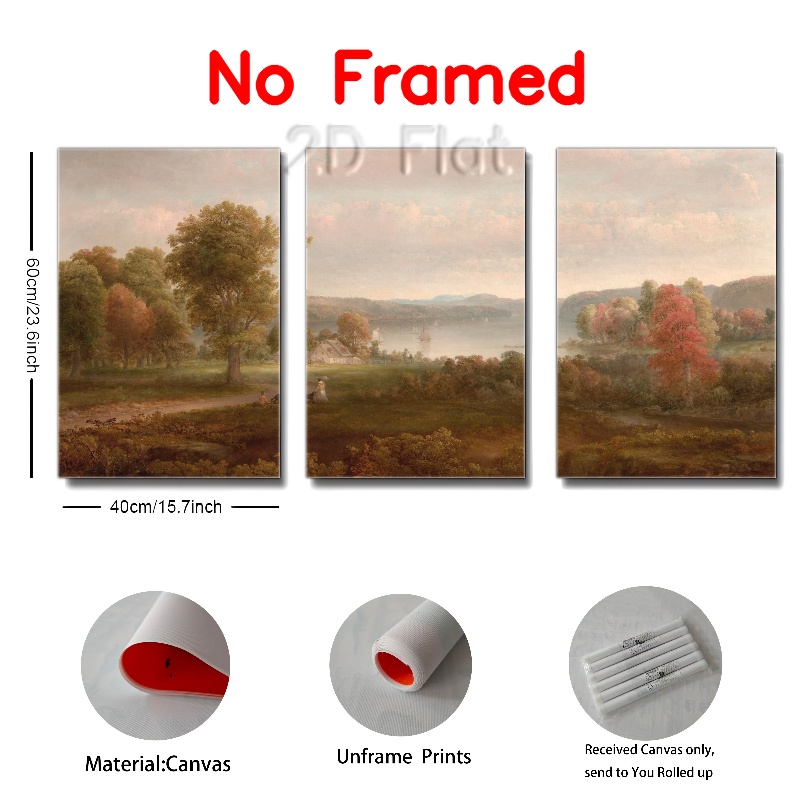 No Framed
2D Flat
60cm/23.6inch
40cm/15.7inch
Material:Canvas
Unframe Prints
Received Canvas only,
send to You Rolled up